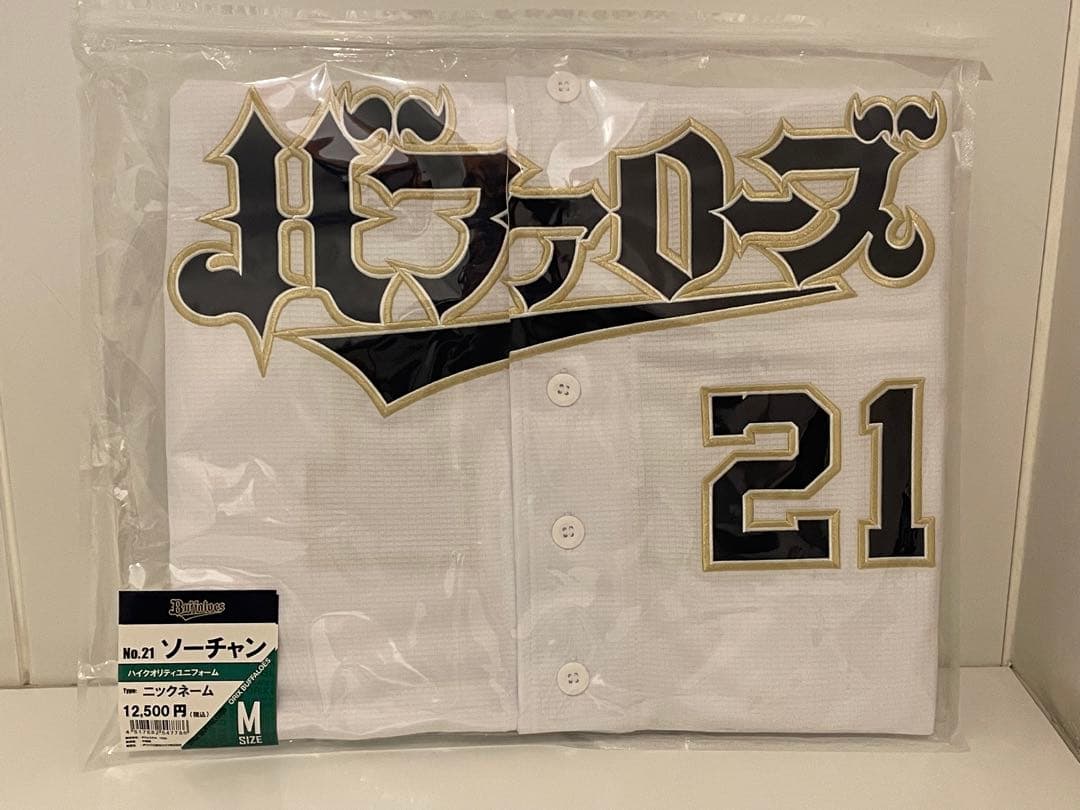 バファローズ
21
Buffaloes
No.21 ソーチャン
ハイクオリティユニフォーム
ORIX BUFFALOES
Type: ニックネーム
12,500円(税込)
M
SIZE